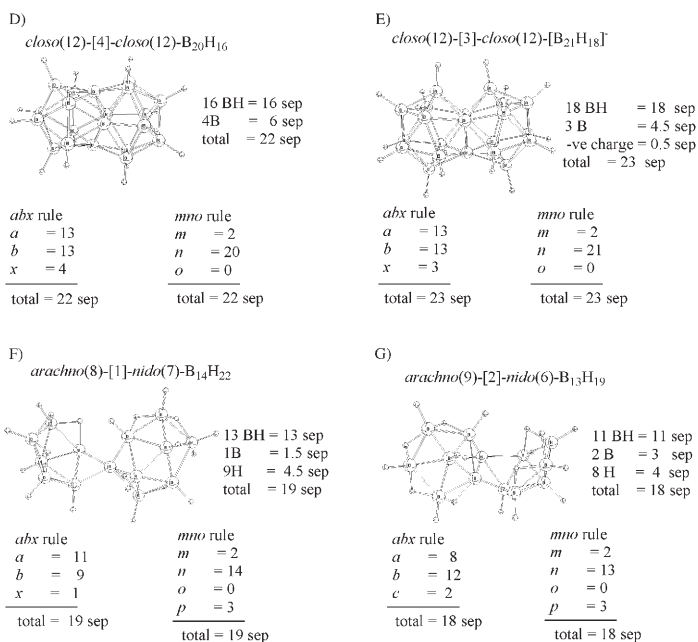 D)
closo(12)-[4]-closo(12)-B₂₀H₁₆
16 BH = 16 sep
4B = 6 sep
total = 22 sep
abx rule
a = 13
b = 13
x = 4
total = 22 sep
mno rule
m = 2
n = 20
o = 0
total = 22 sep
E)
closo(12)-[3]-closo(12)-[B₂₁H₁₈]⁻
18 BH = 18 sep
3 B = 4.5 sep
-ve charge = 0.5 sep
total = 23 sep
abx rule
a = 13
b = 13
x = 3
total = 23 sep
mno rule
m = 2
n = 21
o = 0
total = 23 sep
F)
arachno(8)-[1]-nido(7)-B₁₄H₂₂
13 BH = 13 sep
1B = 1.5 sep
9H = 4.5 sep
total = 19 sep
abx rule
a = 11
b = 9
x = 1
total = 19 sep
mno rule
m = 2
n = 14
o = 0
p = 3
total = 19 sep
G)
arachno(9)-[2]-nido(6)-B₁₃H₁₉
11 BH = 11 sep
2 B = 3 sep
8 H = 4 sep
total = 18 sep
abx rule
a = 8
b = 12
c = 2
total = 18 sep
mno rule
m = 2
n = 13
o = 0
p = 3
total = 18 sep